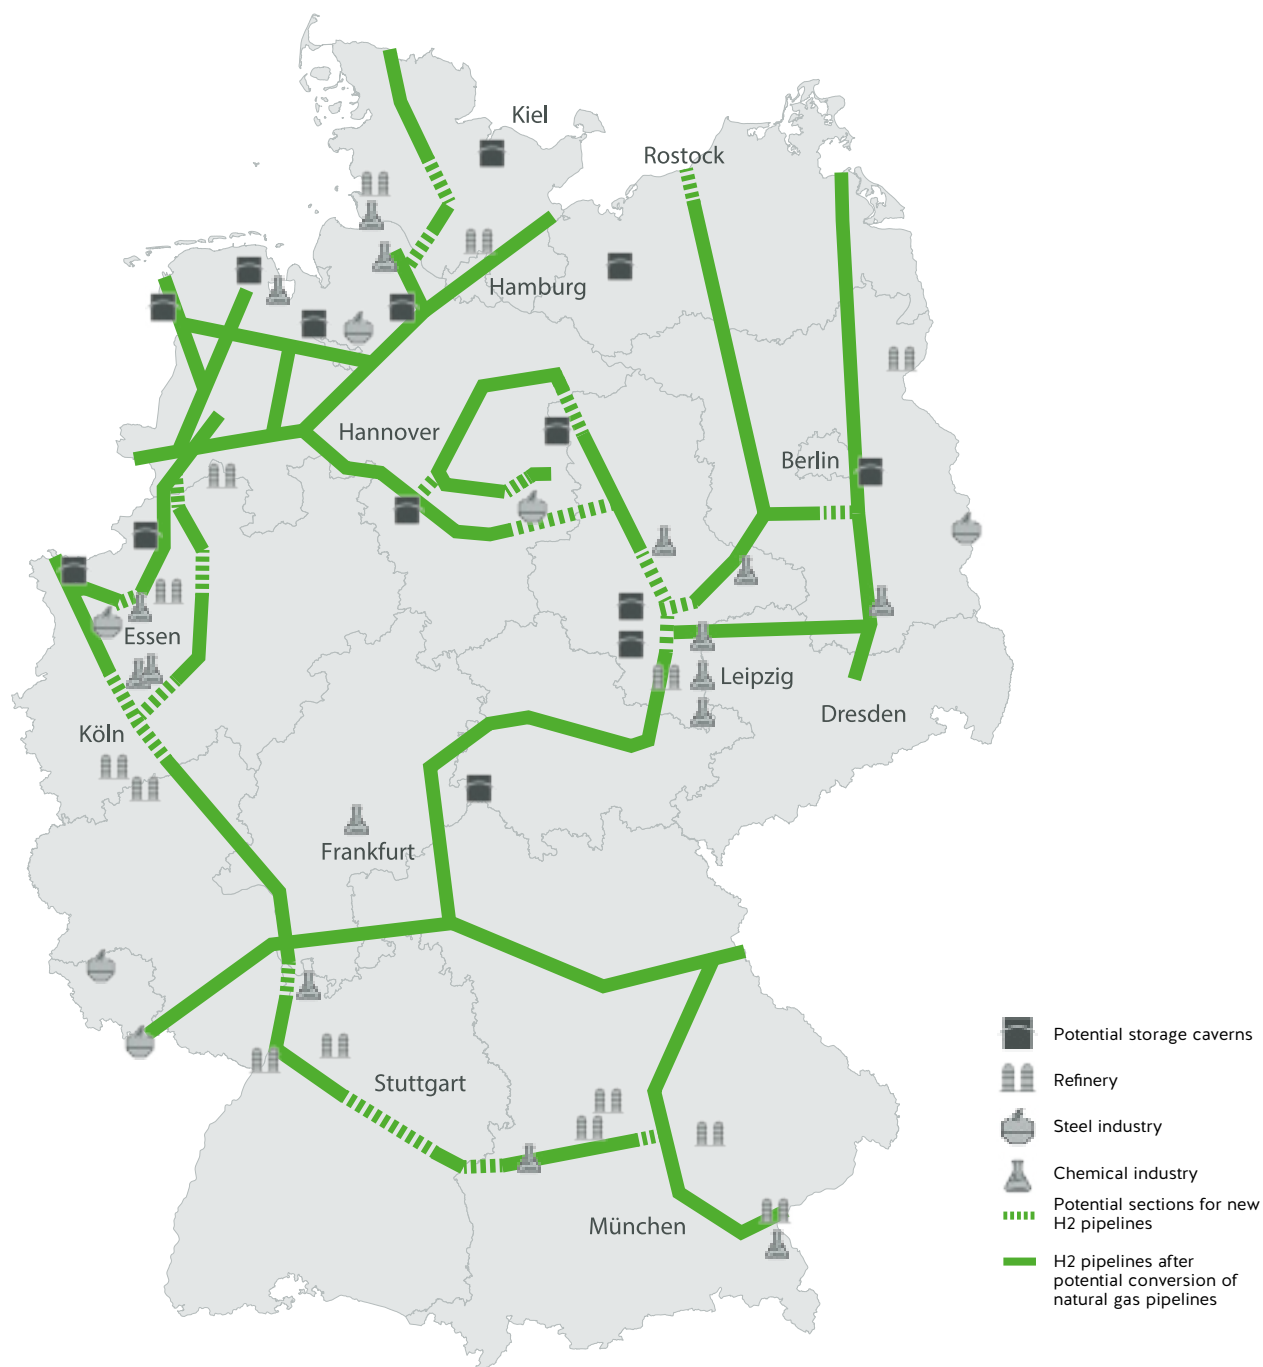 Kiel
Rostock
Hamburg
Hannover
Berlin
Essen
Leipzig
Dresden
Köln
Frankfurt
Stuttgart
München
Potential storage caverns
Refinery
Steel industry
Chemical industry
Potential sections for new
H2 pipelines
H2 pipelines after
potential conversion of
natural gas pipelines